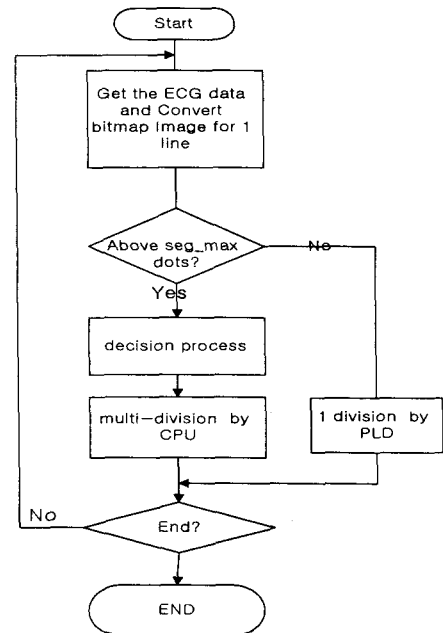 Start
Get the ECG data
and Convert
bitmap Image for 1
line
Above seg_max
dots?
No
Yes
decision process
multi-division by
CPU
1 division by
PLD
No
End?
END